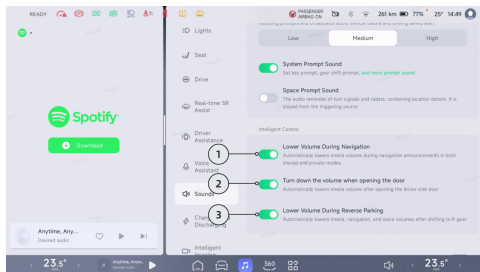 READY
PASSENGER
AIRBAG ON
261 km
77%
25°
14:49
Spotify
Download
Anytime, Any...
Desired audio
Lights
Seat
Drive
Real-time SR
Assist
Driver
Assistance
Voice
Assistant
Sounds
Discharging
Intelligent
Low
Medium
High
System Prompt Sound
Set key prompt, gear shift prompt, and more prompt sound
Space Prompt Sound
The audio reminder of turn signals and radars, containing location details. It is
played from the triggering source
Intelligent Control
1
Lower Volume During Navigation
Automatically lowers media volume during navigation announcements in both
shared and private modes
2
Turn down the volume when opening the door
Automatically lowers media volume after opening the driver side door
3
Lower Volume During Reverse Parking
Automatically lowers media, navigation, and voice volumes after shifting to R gear
23.5°
Anytime, Any...
Desired audio
360
23.5°